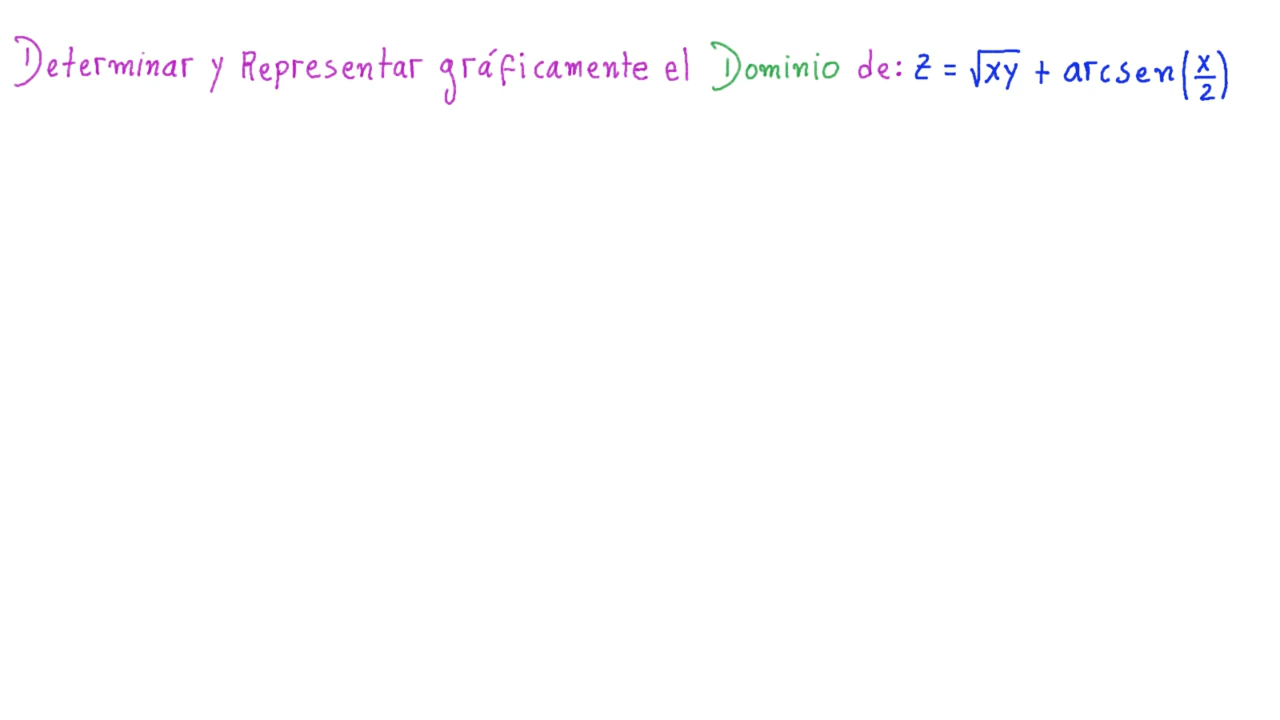 Determinar y Representar gráficamente el Dominio de: z = √xy + arcsen(x/2)